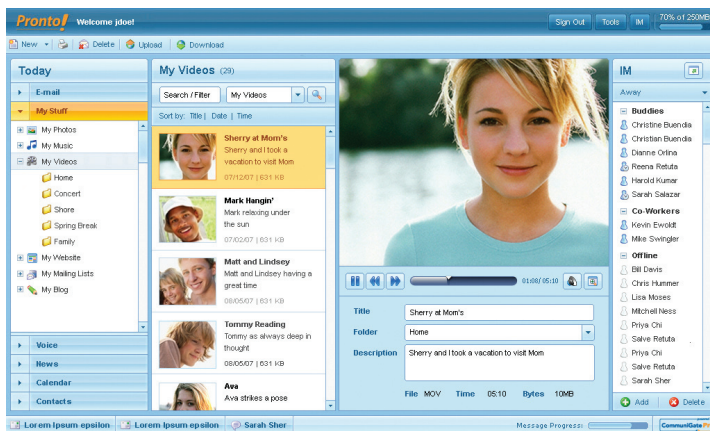 Pronto! Welcome jdoe!
Sign Out Tools IM 70% of 250MB
New Delete Upload Download
Today
E-mail
My Stuff
My Photos
My Music
My Videos
Home
Concert
Shore
Spring Break
Family
My Website
My Mailing Lists
My Blog
Voice
News
Calendar
Contacts
My Videos (29)
Search / Filter My Videos
Sort by: Title | Date | Time
Sherry at Mom's
Sherry and I took a
vacation to visit Mom
07/12/07 | 631 KB
Mark Hangin'
Mark relaxing under
the sun
07/02/07 | 631 KB
Matt and Lindsey
Matt and Lindsey having a
great time
08/05/07 | 631 KB
Tommy Reading
Tommy as always deep in
thought
08/05/07 | 631 KB
Ava
Ava strikes a pose
01:08/ 05:10
Title Sherry at Mom's
Folder Home
Description Sherry and I took a vacation to visit Mom
File MOV Time 05:10 Bytes 10MB
IM
Away
Buddies
Christine Buendia
Christian Buendia
Dianne Orlina
Reena Retuta
Harold Kumar
Sarah Salazar
Co-Workers
Kevin Ewoldt
Mike Swingler
Offline
Bill Davis
Chris Hummer
Lisa Moses
Mitchell Ness
Priya Chi
Salve Retuta
Priya Chi
Salve Retuta
Sarah Sher
Add Delete
Lorem Ipsum epsilon Lorem Ipsum epsilon Sarah Sher Message Progress: CommuniGate